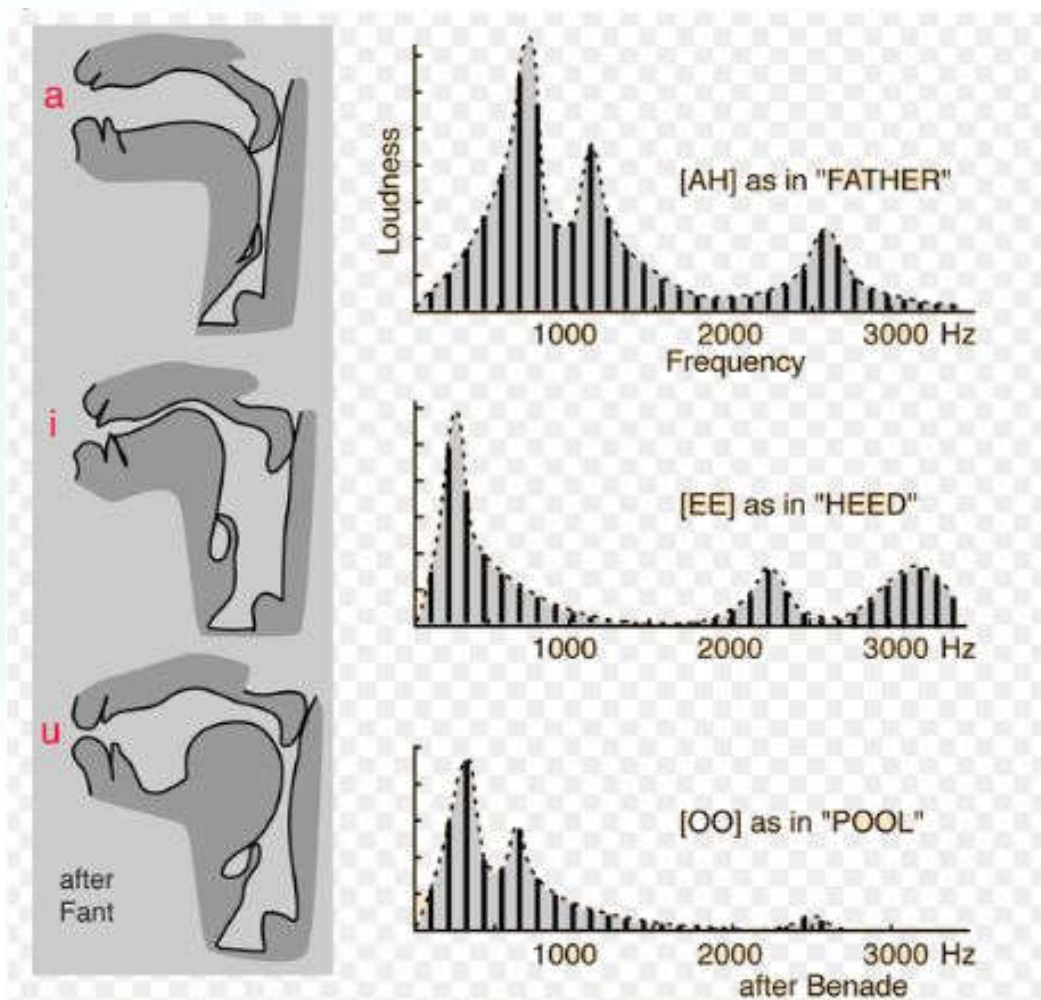 a
Loudness
[AH] as in "FATHER"
1000 2000 3000 Hz
Frequency
i
[EE] as in "HEED"
1000 2000 3000 Hz
u
[OO] as in "POOL"
after
Fant
1000 2000 3000 Hz
after Benade